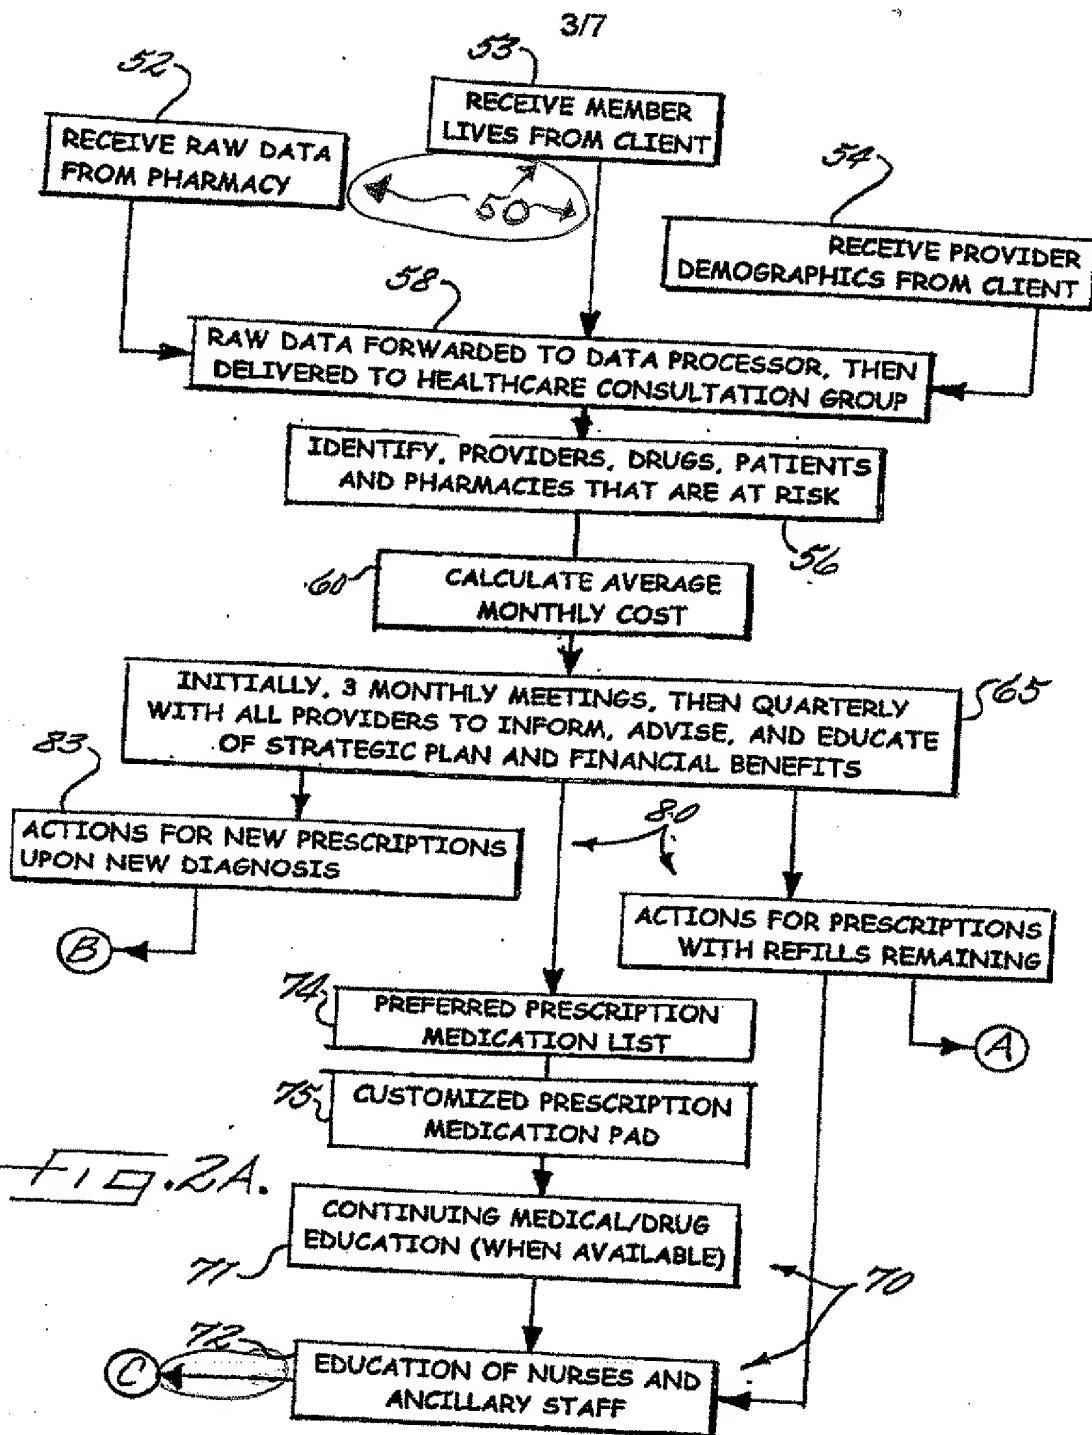 3/7
53
52
RECEIVE MEMBER
LIVES FROM CLIENT
RECEIVE RAW DATA
FROM PHARMACY
54
50
RECEIVE PROVIDER
DEMOGRAPHICS FROM CLIENT
58
RAW DATA FORWARDED TO DATA PROCESSOR, THEN
DELIVERED TO HEALTHCARE CONSULTATION GROUP
IDENTIFY, PROVIDERS, DRUGS, PATIENTS
AND PHARMACIES THAT ARE AT RISK
56
60
CALCULATE AVERAGE
MONTHLY COST
INITIALLY, 3 MONTHLY MEETINGS, THEN QUARTERLY
WITH ALL PROVIDERS TO INFORM, ADVISE, AND EDUCATE
OF STRATEGIC PLAN AND FINANCIAL BENEFITS
65
83
80
ACTIONS FOR NEW PRESCRIPTIONS
UPON NEW DIAGNOSIS
B
ACTIONS FOR PRESCRIPTIONS
WITH REFILLS REMAINING
A
74
PREFERRED PRESCRIPTION
MEDICATION LIST
75
CUSTOMIZED PRESCRIPTION
MEDICATION PAD
Fig. 2A.
CONTINUING MEDICAL/DRUG
EDUCATION (WHEN AVAILABLE)
71
70
72
C
EDUCATION OF NURSES AND
ANCILLARY STAFF